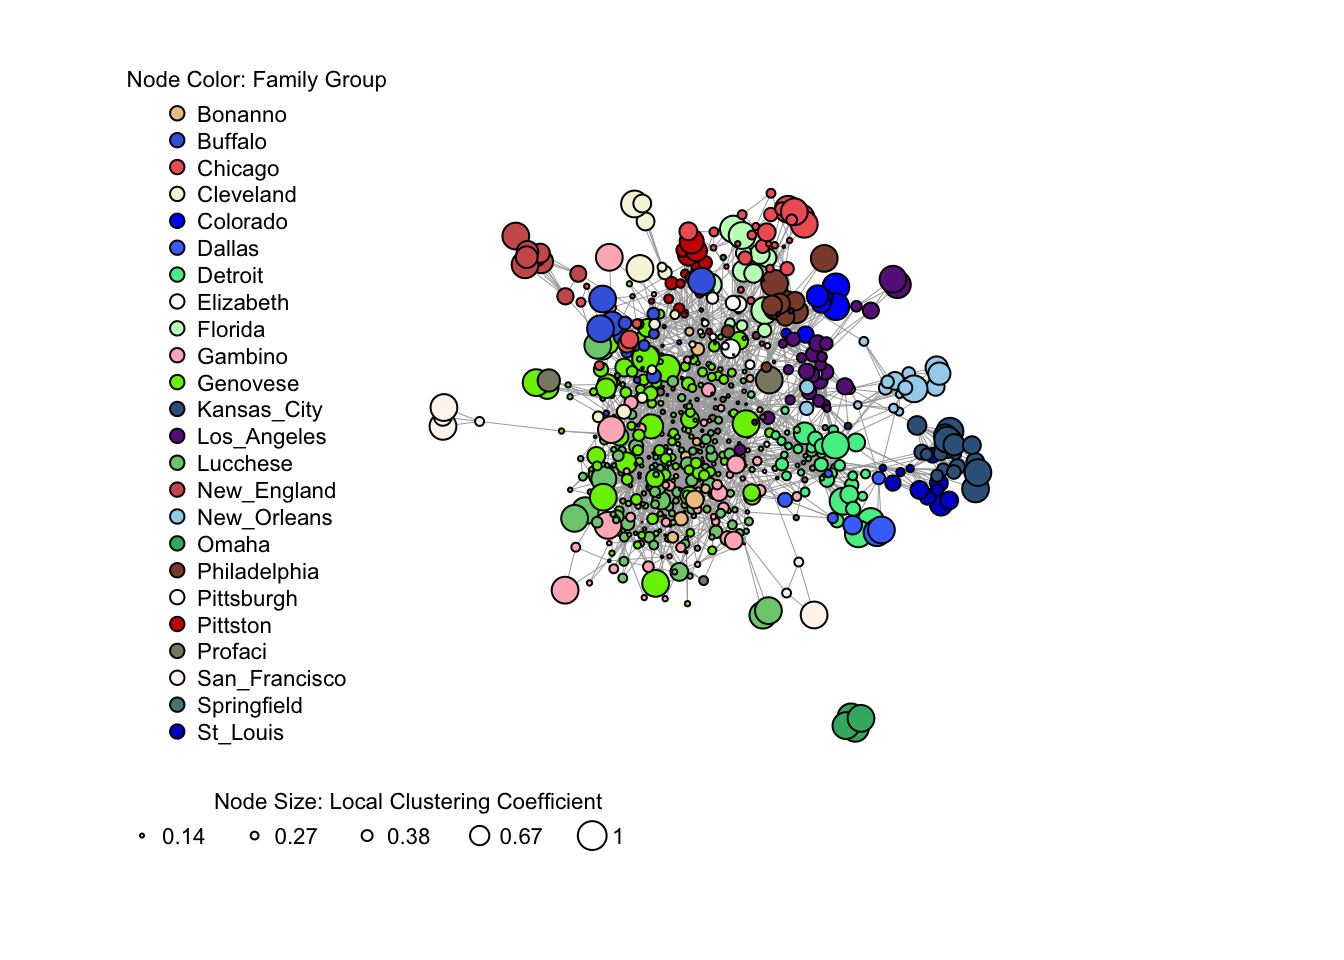 Node Color: Family Group
Bonanno
Buffalo
Chicago
Cleveland
Colorado
Dallas
Detroit
Elizabeth
Florida
Gambino
Genovese
Kansas_City
Los_Angeles
Lucchese
New_England
New_Orleans
Omaha
Philadelphia
Pittsburgh
Pittston
Profaci
San_Francisco
Springfield
St_Louis
Node Size: Local Clustering Coefficient
0.14 0.27 0.38 0.67 1